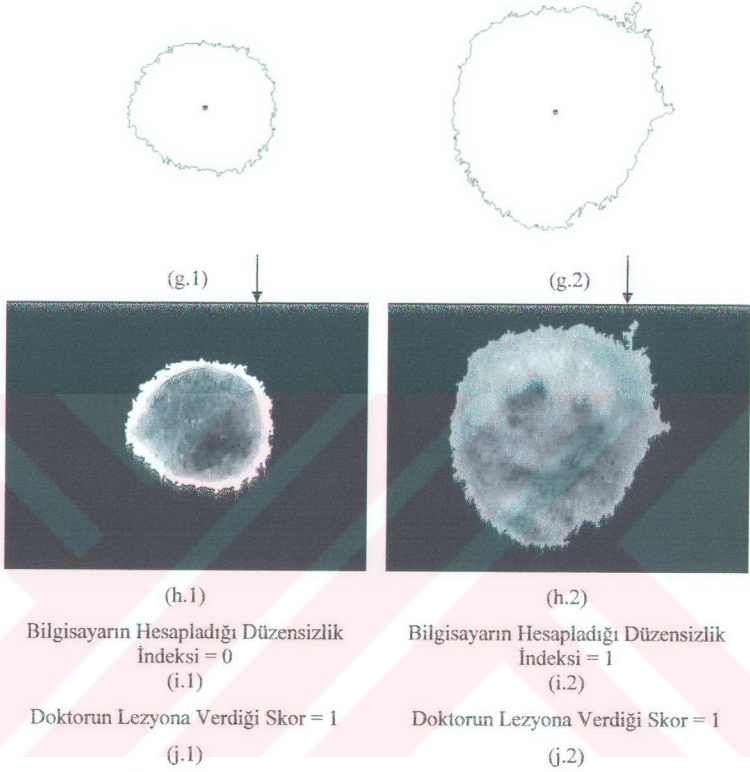 (g.1)
(g.2)
(h.1)
Bilgisayarın Hesapladığı Düzensizlik
İndeksi = 0
(i.1)
Doktorun Lezyona Verdiği Skor = 1
(j.1)
(h.2)
Bilgisayarın Hesapladığı Düzensizlik
İndeksi = 1
(i.2)
Doktorun Lezyona Verdiği Skor = 1
(j.2)